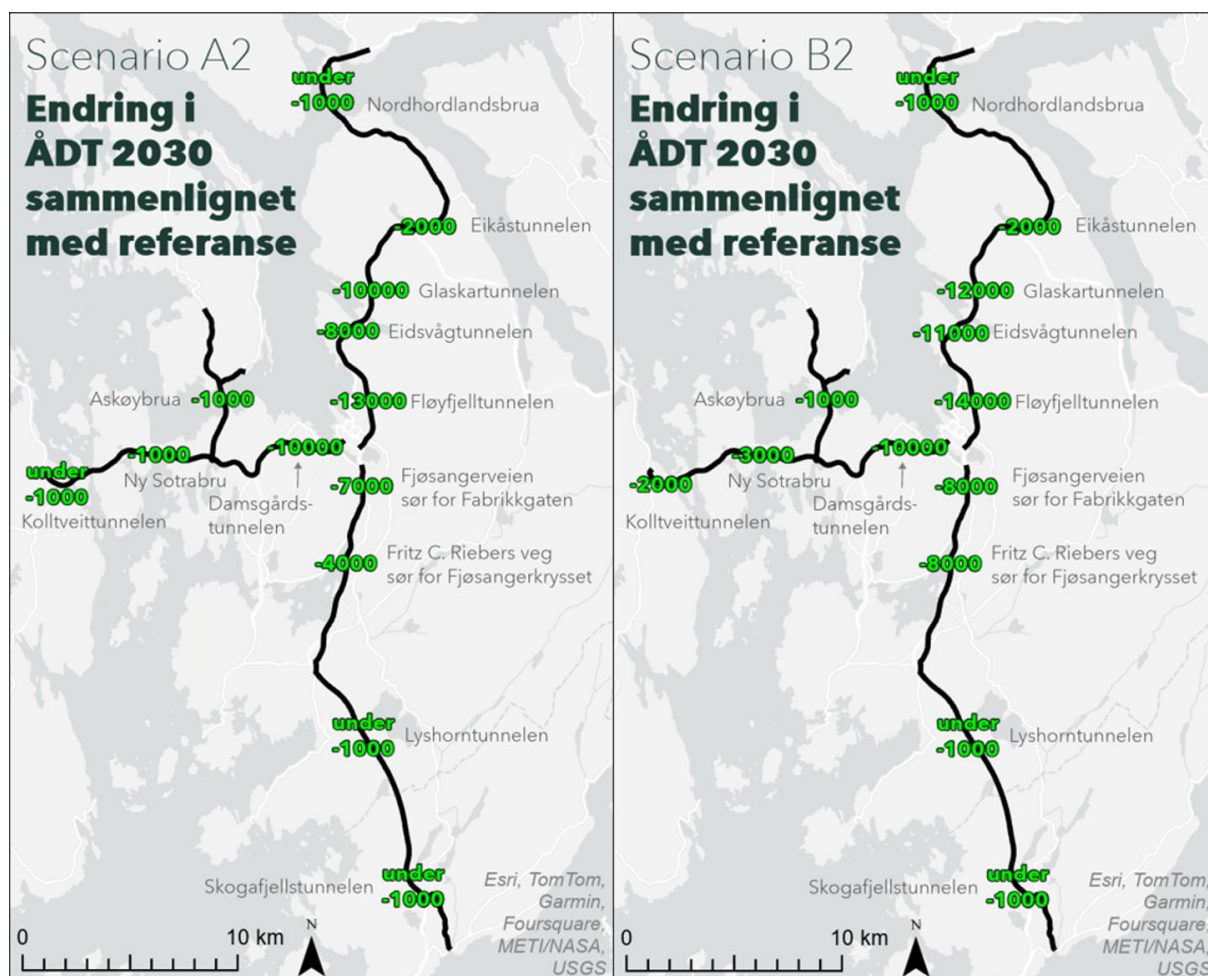 Scenario A2
Endring i
ÅDT 2030
sammenlignet
med referanse
under
-1000
Nordhordlandsbrua
-2000
Eikåstunnelen
-10000
Glaskartunnelen
-8000
Eidsvågtunnelen
Askøybrua
-1000
-13000
Fløyfjelltunnelen
-10000
-1000
under
-1000
Ny Sotrabru
Kolltveittunnelen
Damsgårds-
tunnelen
-7000
Fjøsangerveien
sør for Fabrikkgaten
-4000
Fritz C. Riebers veg
sør for Fjøsangerkrysset
under
-1000
Lyshorntunnelen
Skogafjellstunnelen
under
-1000
Esri, TomTom,
Garmin,
Foursquare,
METI/NASA,
USGS
0
10 km
N
Scenario B2
Endring i
ÅDT 2030
sammenlignet
med referanse
under
-1000
Nordhordlandsbrua
-2000
Eikåstunnelen
-12000
Glaskartunnelen
-11000
Eidsvågtunnelen
Askøybrua
-1000
-14000
Fløyfjelltunnelen
-10000
-3000
-2000
Ny Sotrabru
Kolltveittunnelen
Damsgårds-
tunnelen
-8000
Fjøsangerveien
sør for Fabrikkgaten
-8000
Fritz C. Riebers veg
sør for Fjøsangerkrysset
under
-1000
Lyshorntunnelen
Skogafjellstunnelen
under
-1000
Esri, TomTom,
Garmin,
Foursquare,
METI/NASA,
USGS
0
10 km
N